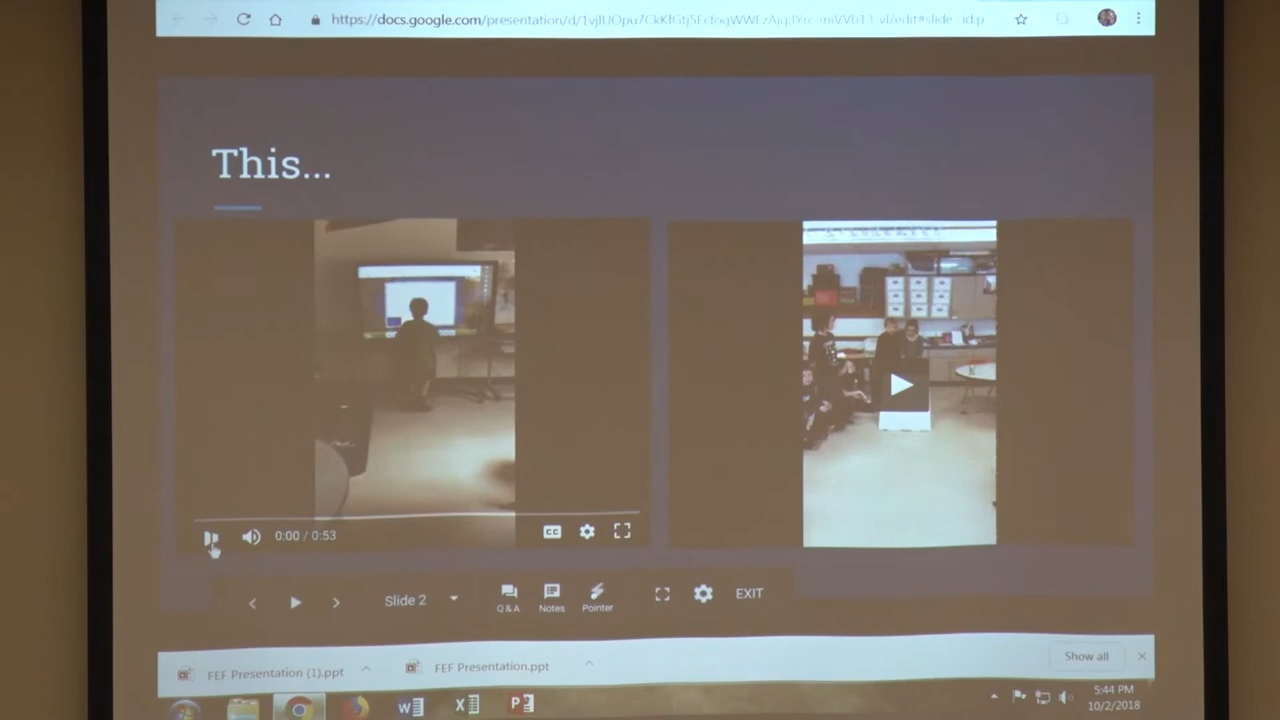 This...
0:00 / 0:53
CC
Slide 2
Q & A
Notes
Pointer
EXIT
FEF Presentation (1).ppt
FEF Presentation.ppt
Show all
5:44 PM
10/2/2018